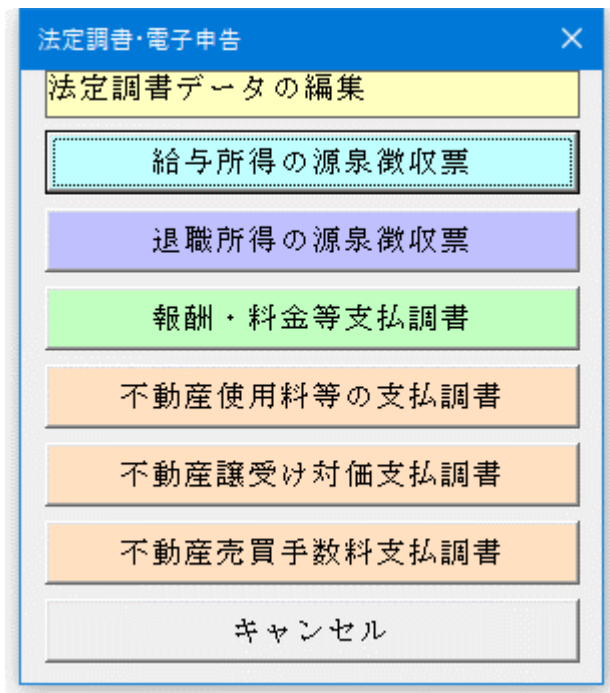 法定調書･電子申告
法定調書データの編集
給与所得の源泉徴収票
退職所得の源泉徴収票
報酬・料金等支払調書
不動産使用料等の支払調書
不動産譲受け対価支払調書
不動産売買手数料支払調書
キャンセル